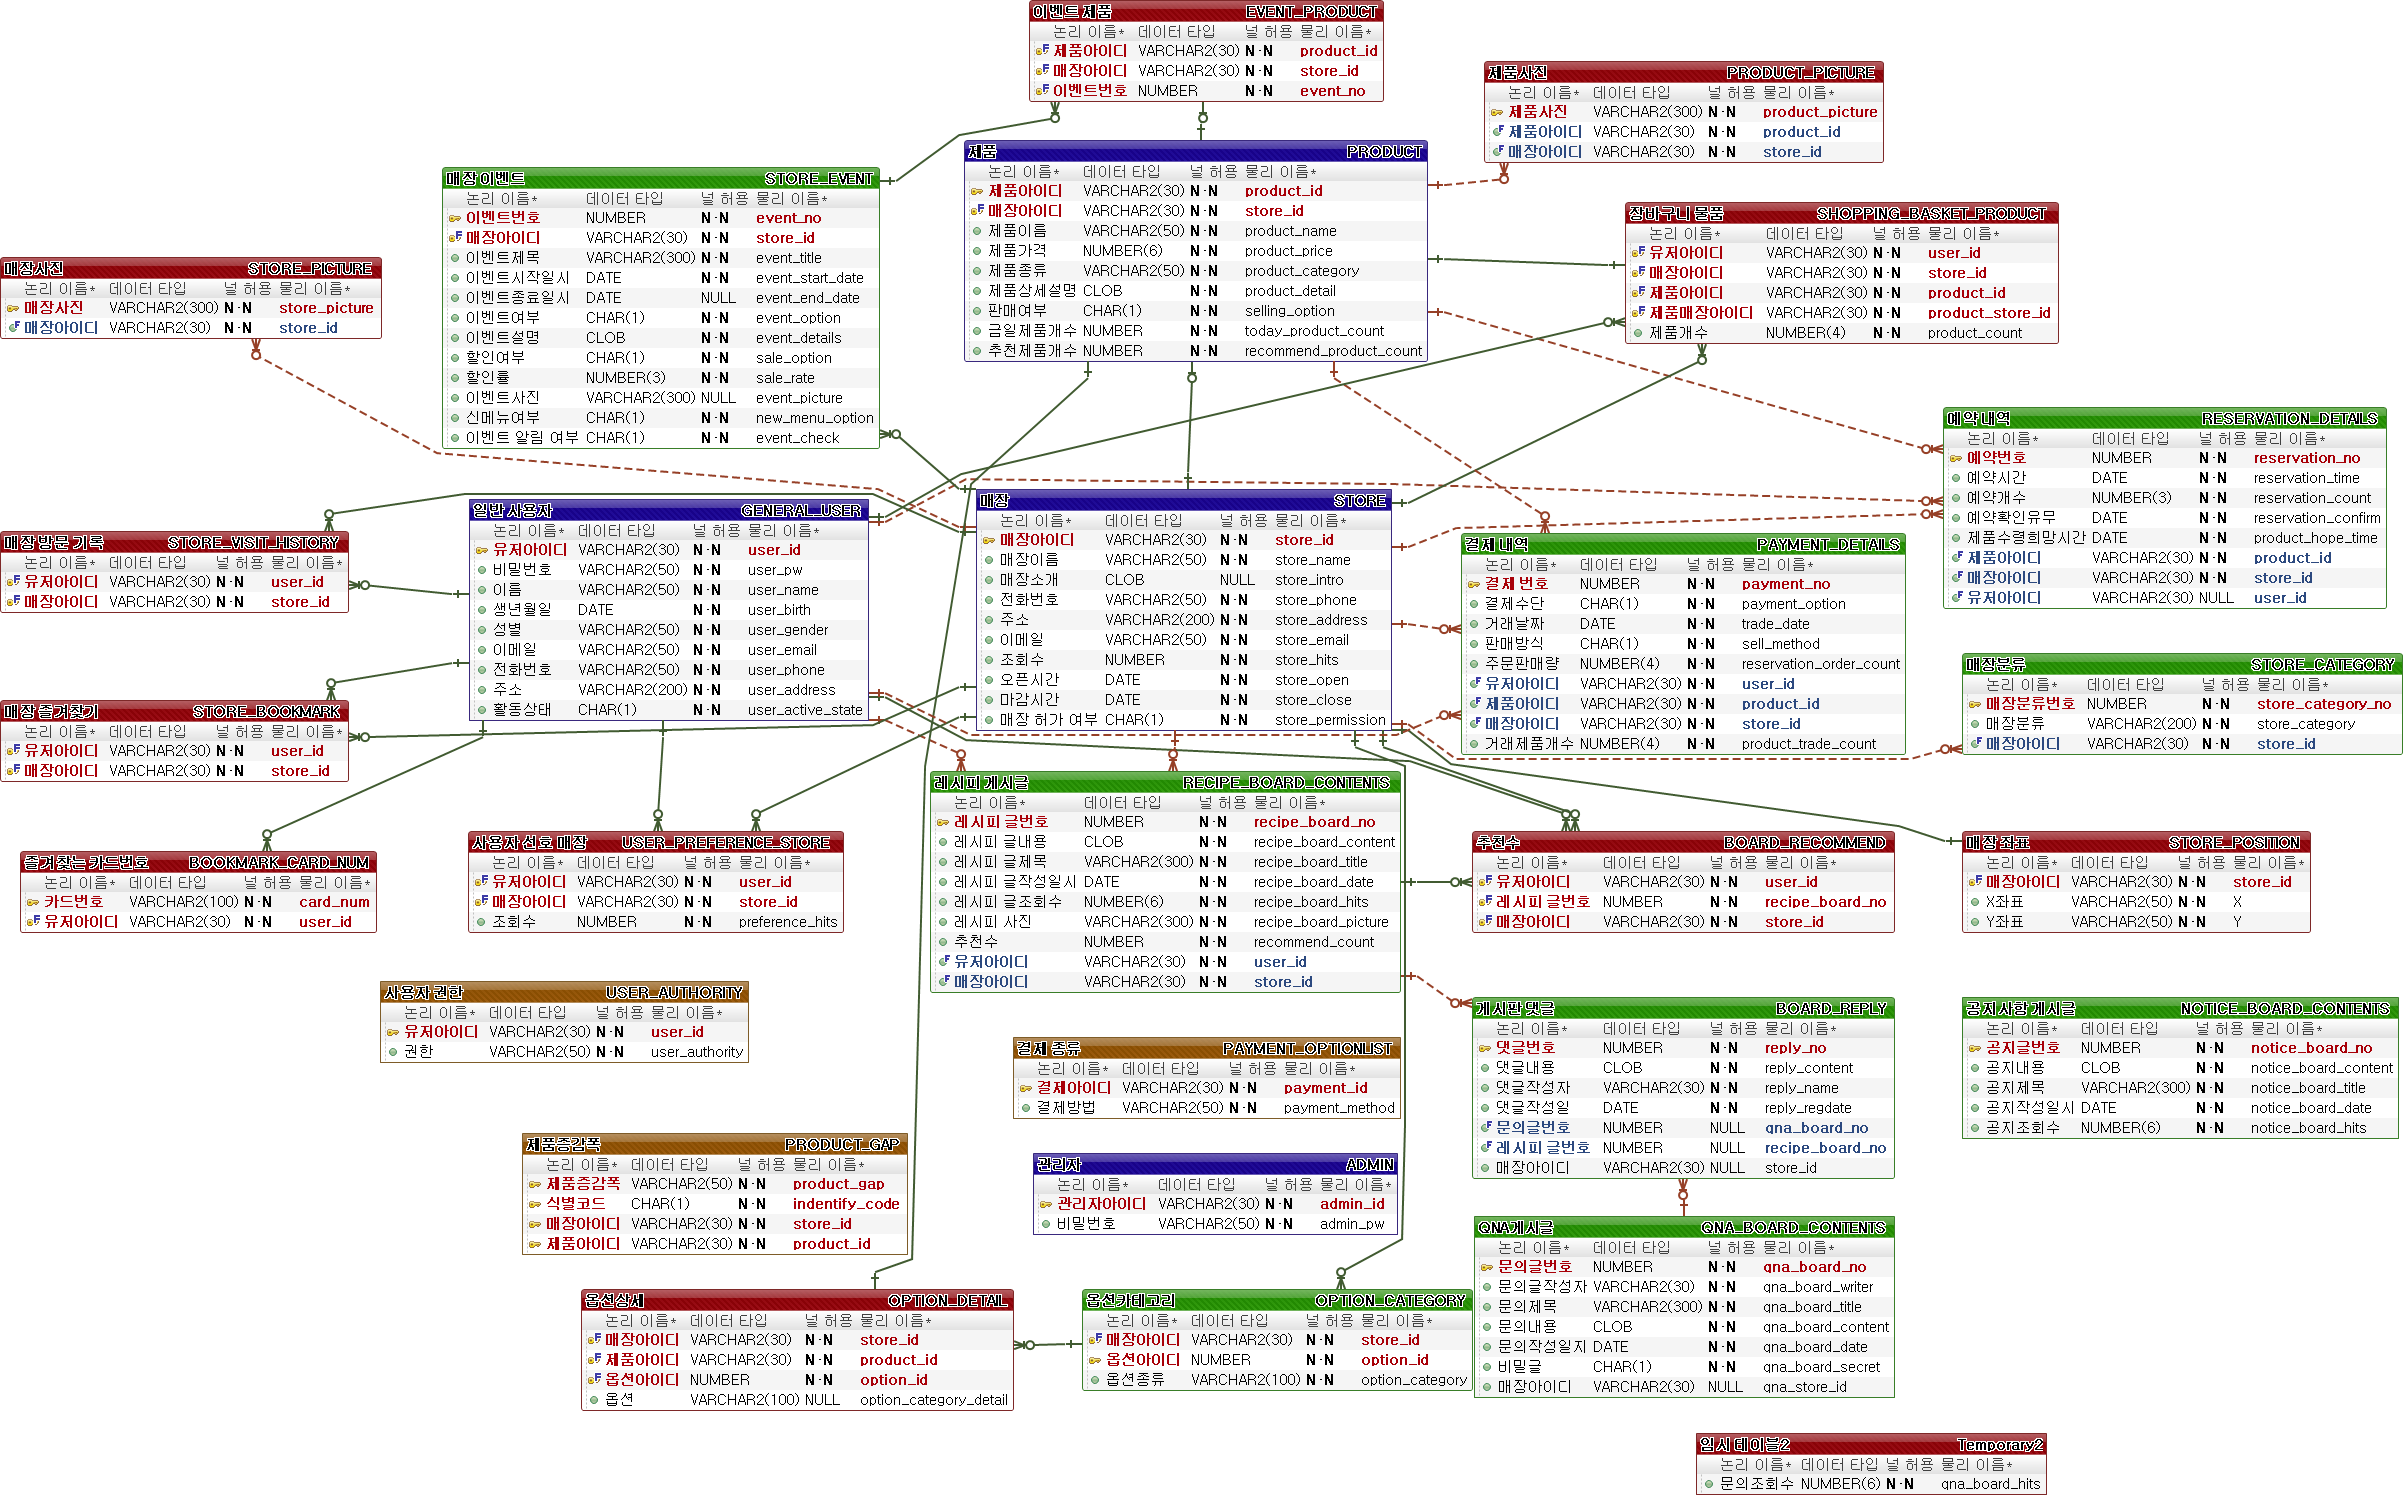 이벤트 제품 EVENT_PRODUCT
논리 이름* 데이터 타입 널 허용 물리 이름*
제품아이디 VARCHAR2(30) N·N product_id
매장아이디 VARCHAR2(30) N·N store_id
이벤트번호 NUMBER N·N event_no
제품사진 PRODUCT_PICTURE
논리 이름* 데이터 타입 널 허용 물리 이름*
제품사진 VARCHAR2(300) N·N product_picture
제품아이디 VARCHAR2(30) N·N product_id
매장아이디 VARCHAR2(30) N·N store_id
제품 PRODUCT
논리 이름* 데이터 타입 널 허용 물리 이름*
제품아이디 VARCHAR2(30) N·N product_id
매장아이디 VARCHAR2(30) N·N store_id
제품이름 VARCHAR2(50) N·N product_name
제품가격 NUMBER(6) N·N product_price
제품종류 VARCHAR2(50) N·N product_category
제품상세설명 CLOB N·N product_detail
판매여부 CHAR(1) N·N selling_option
금일제품개수 NUMBER N·N today_product_count
추천제품개수 NUMBER N·N recommend_product_count
매장 이벤트 STORE_EVENT
논리 이름* 데이터 타입 널 허용 물리 이름*
이벤트번호 NUMBER N·N event_no
매장아이디 VARCHAR2(30) N·N store_id
이벤트제목 VARCHAR2(300) N·N event_title
이벤트시작일시 DATE N·N event_start_date
이벤트종료일시 DATE NULL event_end_date
이벤트여부 CHAR(1) N·N event_option
이벤트설명 CLOB N·N event_details
할인여부 CHAR(1) N·N sale_option
할인률 NUMBER(3) N·N sale_rate
이벤트사진 VARCHAR2(300) NULL event_picture
신메뉴여부 CHAR(1) N·N new_menu_option
이벤트 알림 여부 CHAR(1) N·N event_check
장바구니 물품 SHOPPING_BASKET_PRODUCT
논리 이름* 데이터 타입 널 허용 물리 이름*
유저아이디 VARCHAR2(30) N·N user_id
매장아이디 VARCHAR2(30) N·N store_id
제품아이디 VARCHAR2(30) N·N product_id
제품매장아이디 VARCHAR2(30) N·N product_store_id
제품개수 NUMBER(4) N·N product_count
매장사진 STORE_PICTURE
논리 이름* 데이터 타입 널 허용 물리 이름*
매장사진 VARCHAR2(300) N·N store_picture
매장아이디 VARCHAR2(30) N·N store_id
예약 내역 RESERVATION_DETAILS
논리 이름* 데이터 타입 널 허용 물리 이름*
예약번호 NUMBER N·N reservation_no
예약시간 DATE N·N reservation_time
예약개수 NUMBER(3) N·N reservation_count
예약확인유무 DATE N·N reservation_confirm
제품수령희망시간 DATE N·N product_hope_time
제품아이디 VARCHAR2(30) N·N product_id
매장아이디 VARCHAR2(30) N·N store_id
유저아이디 VARCHAR2(30) NULL user_id
매장 STORE
논리 이름* 데이터 타입 널 허용 물리 이름*
매장아이디 VARCHAR2(30) N·N store_id
매장이름 VARCHAR2(50) N·N store_name
매장소개 CLOB NULL store_intro
전화번호 VARCHAR2(50) N·N store_phone
주소 VARCHAR2(200) N·N store_address
이메일 VARCHAR2(50) N·N store_email
조회수 NUMBER N·N store_hits
오픈시간 DATE N·N store_open
마감시간 DATE N·N store_close
매장 허가 여부 CHAR(1) N·N store_permission
일반 사용자 GENERAL_USER
논리 이름* 데이터 타입 널 허용 물리 이름*
유저아이디 VARCHAR2(30) N·N user_id
비밀번호 VARCHAR2(50) N·N user_pw
이름 VARCHAR2(50) N·N user_name
생년월일 DATE N·N user_birth
성별 VARCHAR2(50) N·N user_gender
이메일 VARCHAR2(50) N·N user_email
전화번호 VARCHAR2(50) N·N user_phone
주소 VARCHAR2(200) N·N user_address
활동상태 CHAR(1) N·N user_active_state
매장 방문 기록 STORE_VISIT_HISTORY
논리 이름* 데이터 타입 널 허용 물리 이름*
유저아이디 VARCHAR2(30) N·N user_id
매장아이디 VARCHAR2(30) N·N store_id
결제 내역 PAYMENT_DETAILS
논리 이름* 데이터 타입 널 허용 물리 이름*
결제 번호 NUMBER N·N payment_no
결제수단 CHAR(1) N·N payment_option
거래날짜 DATE N·N trade_date
판매방식 CHAR(1) N·N sell_method
주문판매량 NUMBER(4) N·N reservation_order_count
유저아이디 VARCHAR2(30) N·N user_id
제품아이디 VARCHAR2(30) N·N product_id
매장아이디 VARCHAR2(30) N·N store_id
거래제품개수 NUMBER(4) N·N product_trade_count
매장분류 STORE_CATEGORY
논리 이름* 데이터 타입 널 허용 물리 이름*
매장분류번호 NUMBER N·N store_category_no
매장분류 VARCHAR2(200) N·N store_category
매장아이디 VARCHAR2(30) N·N store_id
매장 즐겨찾기 STORE_BOOKMARK
논리 이름* 데이터 타입 널 허용 물리 이름*
유저아이디 VARCHAR2(30) N·N user_id
매장아이디 VARCHAR2(30) N·N store_id
레시피 게시글 RECIPE_BOARD_CONTENTS
논리 이름* 데이터 타입 널 허용 물리 이름*
레시피 글번호 NUMBER N·N recipe_board_no
레시피 글내용 CLOB N·N recipe_board_content
레시피 글제목 VARCHAR2(300) N·N recipe_board_title
레시피 글작성일시 DATE N·N recipe_board_date
레시피 글조회수 NUMBER(6) N·N recipe_board_hits
레시피 사진 VARCHAR2(300) N·N recipe_board_picture
추천수 NUMBER N·N recommend_count
유저아이디 VARCHAR2(30) N·N user_id
매장아이디 VARCHAR2(30) N·N store_id
즐겨찾는 카드번호 BOOKMARK_CARD_NUM
논리 이름* 데이터 타입 널 허용 물리 이름*
카드번호 VARCHAR2(100) N·N card_num
유저아이디 VARCHAR2(30) N·N user_id
사용자 선호 매장 USER_PREFERENCE_STORE
논리 이름* 데이터 타입 널 허용 물리 이름*
유저아이디 VARCHAR2(30) N·N user_id
매장아이디 VARCHAR2(30) N·N store_id
조회수 NUMBER N·N preference_hits
추천수 BOARD_RECOMMEND
논리 이름* 데이터 타입 널 허용 물리 이름*
유저아이디 VARCHAR2(30) N·N user_id
레시피 글번호 NUMBER N·N recipe_board_no
매장아이디 VARCHAR2(30) N·N store_id
매장 좌표 STORE_POSITION
논리 이름* 데이터 타입 널 허용 물리 이름*
매장아이디 VARCHAR2(30) N·N store_id
X좌표 VARCHAR2(50) N·N X
Y좌표 VARCHAR2(50) N·N Y
사용자 권한 USER_AUTHORITY
논리 이름* 데이터 타입 널 허용 물리 이름*
유저아이디 VARCHAR2(30) N·N user_id
권한 VARCHAR2(50) N·N user_authority
게시판 댓글 BOARD_REPLY
논리 이름* 데이터 타입 널 허용 물리 이름*
댓글번호 NUMBER N·N reply_no
댓글내용 CLOB N·N reply_content
댓글작성자 VARCHAR2(30) N·N reply_name
댓글작성일 DATE N·N reply_regdate
문의글번호 NUMBER NULL qna_board_no
레시피 글번호 NUMBER NULL recipe_board_no
매장아이디 VARCHAR2(30) NULL store_id
공지사항 게시글 NOTICE_BOARD_CONTENTS
논리 이름* 데이터 타입 널 허용 물리 이름*
공지글번호 NUMBER N·N notice_board_no
공지내용 CLOB N·N notice_board_content
공지제목 VARCHAR2(300) N·N notice_board_title
공지작성일시 DATE N·N notice_board_date
공지조회수 NUMBER(6) N·N notice_board_hits
결제 종류 PAYMENT_OPTIONLIST
논리 이름* 데이터 타입 널 허용 물리 이름*
결제아이디 VARCHAR2(30) N·N payment_id
결제방법 VARCHAR2(50) N·N payment_method
제품증감폭 PRODUCT_GAP
논리 이름* 데이터 타입 널 허용 물리 이름*
제품증감폭 VARCHAR2(50) N·N product_gap
식별코드 CHAR(1) N·N indentify_code
매장아이디 VARCHAR2(30) N·N store_id
제품아이디 VARCHAR2(30) N·N product_id
관리자 ADMIN
논리 이름* 데이터 타입 널 허용 물리 이름*
관리자아이디 VARCHAR2(30) N·N admin_id
비밀번호 VARCHAR2(50) N·N admin_pw
QNA게시글 QNA_BOARD_CONTENTS
논리 이름* 데이터 타입 널 허용 물리 이름*
문의글번호 NUMBER N·N qna_board_no
문의글작성자 VARCHAR2(30) N·N qna_board_writer
문의제목 VARCHAR2(300) N·N qna_board_title
문의내용 CLOB N·N qna_board_content
문의작성일지 DATE N·N qna_board_date
비밀글 CHAR(1) N·N qna_board_secret
매장아이디 VARCHAR2(30) NULL qna_store_id
옵션상세 OPTION_DETAIL
논리 이름* 데이터 타입 널 허용 물리 이름*
매장아이디 VARCHAR2(30) N·N store_id
제품아이디 VARCHAR2(30) N·N product_id
옵션아이디 NUMBER N·N option_id
옵션 VARCHAR2(100) NULL option_category_detail
옵션카테고리 OPTION_CATEGORY
논리 이름* 데이터 타입 널 허용 물리 이름*
매장아이디 VARCHAR2(30) N·N store_id
옵션아이디 NUMBER N·N option_id
옵션종류 VARCHAR2(100) N·N option_category
임시 테이블2 Temporary2
논리 이름* 데이터 타입 널 허용 물리 이름*
문의조회수 NUMBER(6) N·N qna_board_hits